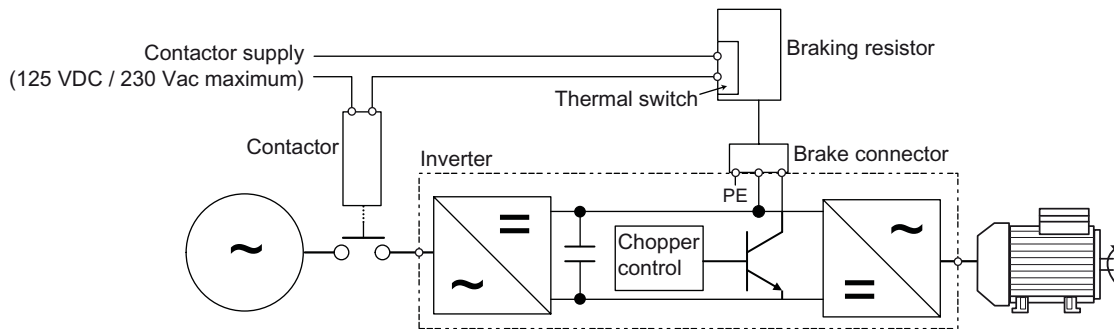 Contactor supply
(125 VDC / 230 Vac maximum)
Braking resistor
Thermal switch
Contactor
Inverter
Brake connector
PE
~
=
~
Chopper
control
~
=